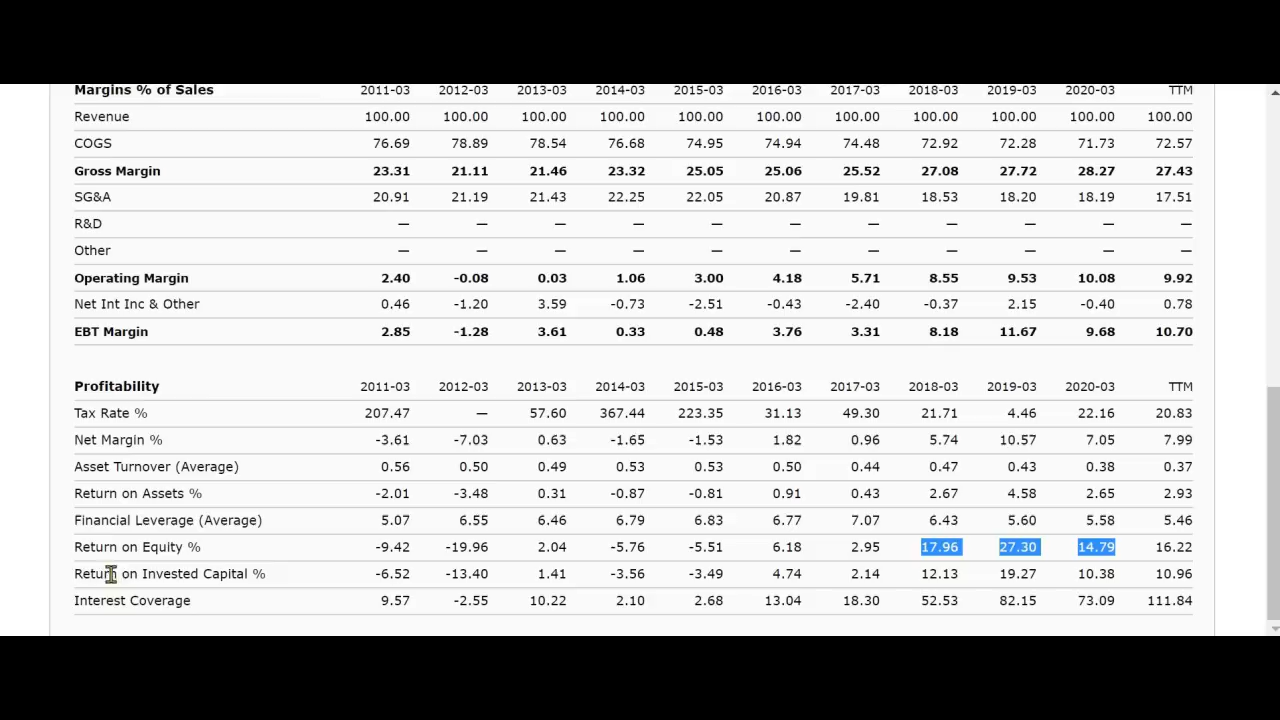 Margins % of Sales 2011-03 2012-03 2013-03 2014-03 2015-03 2016-03 2017-03 2018-03 2019-03 2020-03 TTM
Revenue 100.00 100.00 100.00 100.00 100.00 100.00 100.00 100.00 100.00 100.00 100.00
COGS 76.69 78.89 78.54 76.68 74.95 74.94 74.48 72.92 72.28 71.73 72.57
Gross Margin 23.31 21.11 21.46 23.32 25.05 25.06 25.52 27.08 27.72 28.27 27.43
SG&A 20.91 21.19 21.43 22.25 22.05 20.87 19.81 18.53 18.20 18.19 17.51
R&D — — — — — — — — — — —
Other — — — — — — — — — — —
Operating Margin 2.40 -0.08 0.03 1.06 3.00 4.18 5.71 8.55 9.53 10.08 9.92
Net Int Inc & Other 0.46 -1.20 3.59 -0.73 -2.51 -0.43 -2.40 -0.37 2.15 -0.40 0.78
EBT Margin 2.85 -1.28 3.61 0.33 0.48 3.76 3.31 8.18 11.67 9.68 10.70
Profitability 2011-03 2012-03 2013-03 2014-03 2015-03 2016-03 2017-03 2018-03 2019-03 2020-03 TTM
Tax Rate % 207.47 — 57.60 367.44 223.35 31.13 49.30 21.71 4.46 22.16 20.83
Net Margin % -3.61 -7.03 0.63 -1.65 -1.53 1.82 0.96 5.74 10.57 7.05 7.99
Asset Turnover (Average) 0.56 0.50 0.49 0.53 0.53 0.50 0.44 0.47 0.43 0.38 0.37
Return on Assets % -2.01 -3.48 0.31 -0.87 -0.81 0.91 0.43 2.67 4.58 2.65 2.93
Financial Leverage (Average) 5.07 6.55 6.46 6.79 6.83 6.77 7.07 6.43 5.60 5.58 5.46
Return on Equity % -9.42 -19.96 2.04 -5.76 -5.51 6.18 2.95 17.96 27.30 14.79 16.22
Return on Invested Capital % -6.52 -13.40 1.41 -3.56 -3.49 4.74 2.14 12.13 19.27 10.38 10.96
Interest Coverage 9.57 -2.55 10.22 2.10 2.68 13.04 18.30 52.53 82.15 73.09 111.84